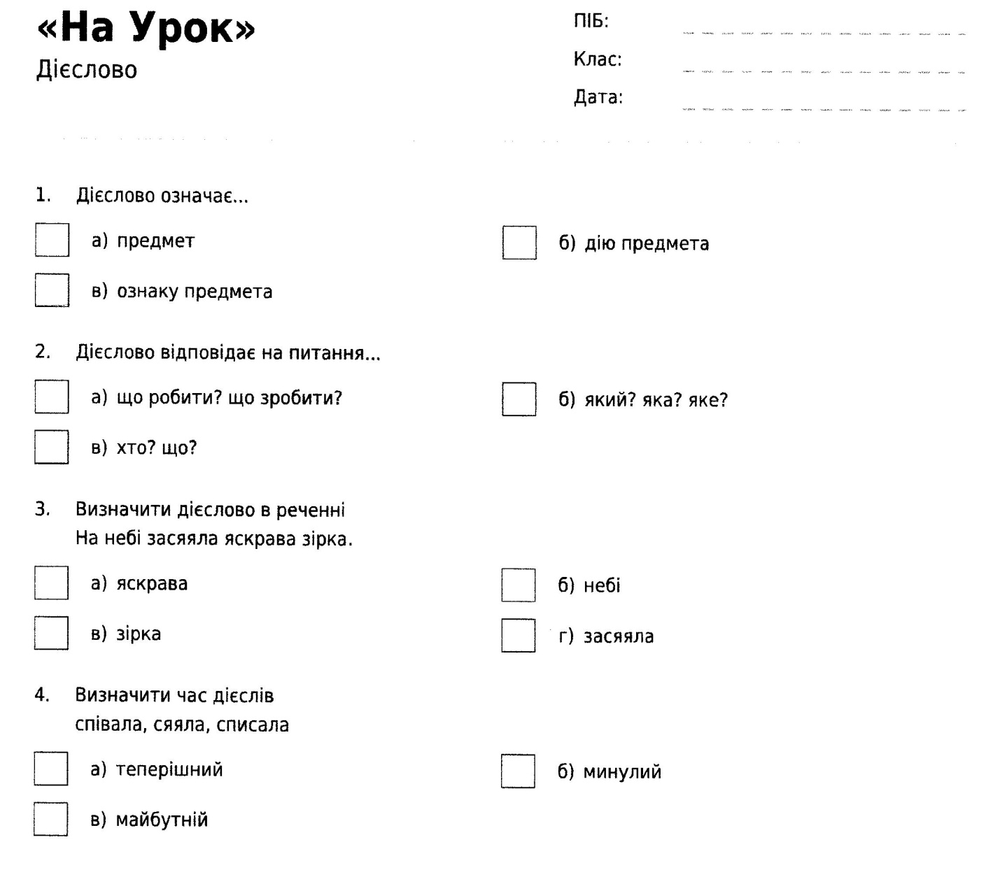 «На Урок»
Дієслово
ПІБ:
Клас:
Дата:
1. Дієслово означає...
а) предмет
б) дію предмета
в) ознаку предмета
2. Дієслово відповідає на питання...
а) що робити? що зробити?
б) який? яка? яке?
в) хто? що?
3. Визначити дієслово в реченні
На небі засяяла яскрава зірка.
а) яскрава
б) небі
в) зірка
г) засяяла
4. Визначити час дієслів
співала, сяяла, списала
а) теперішний
б) минулий
в) майбутній